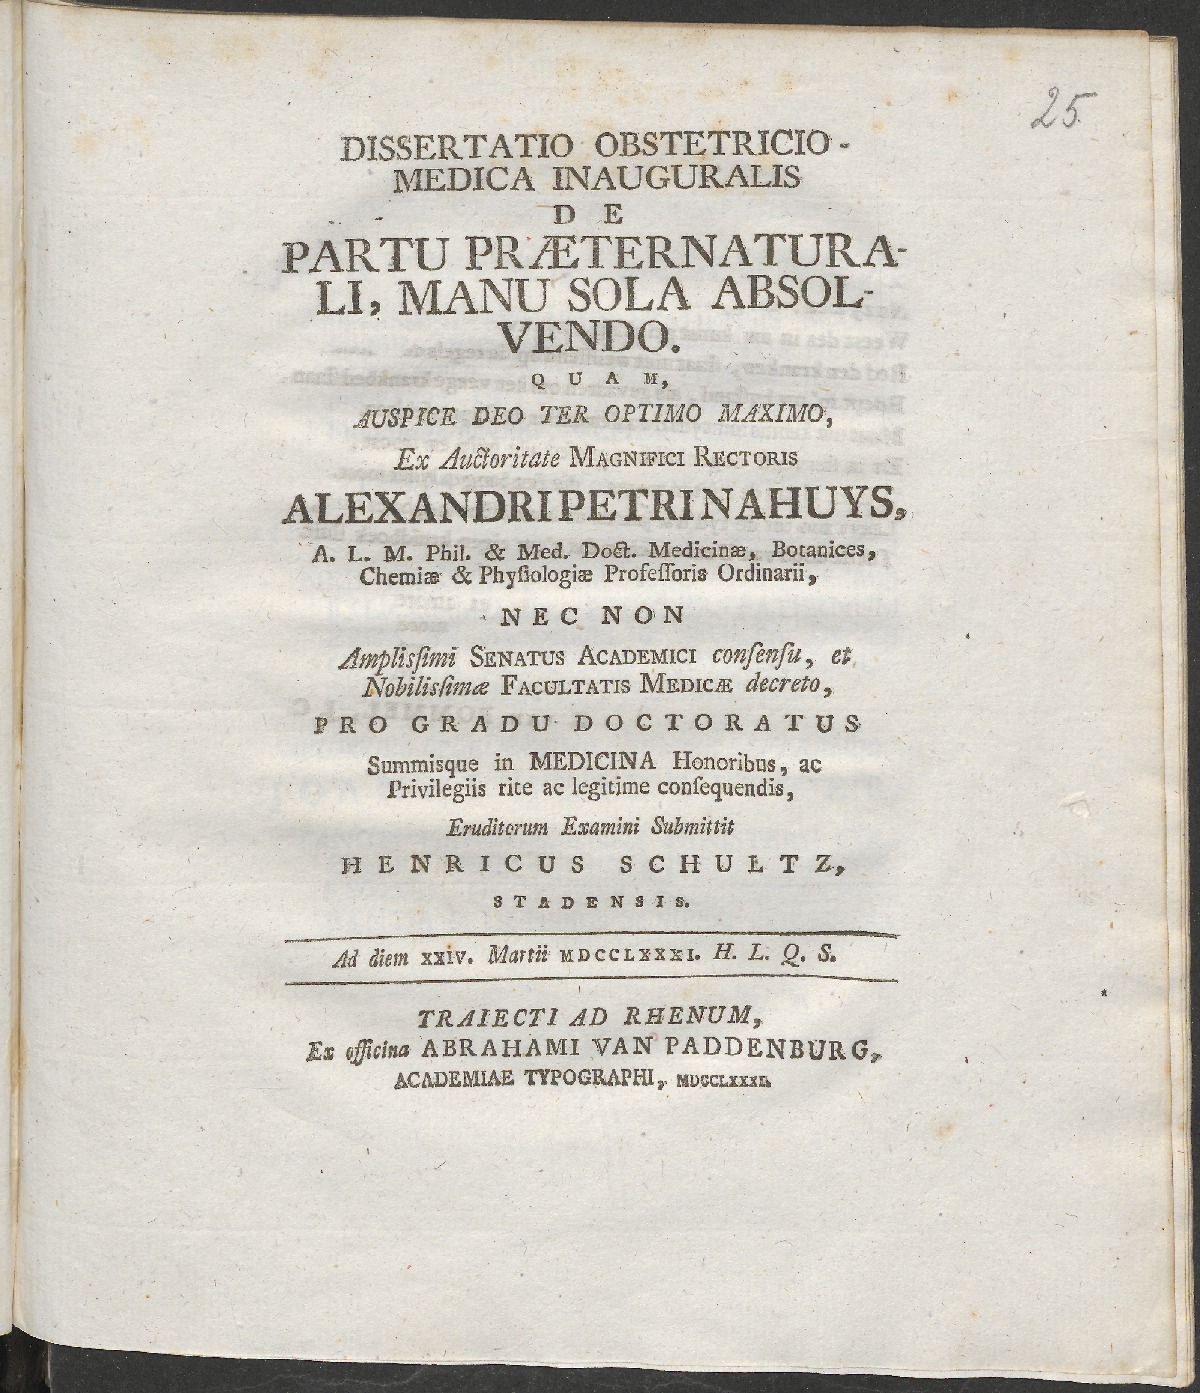 25.
DISSERTATIO OBSTETRICIO-
MEDICA INAUGURALIS
DE
PARTU PRÆTERNATURA-
LI, MANU SOLA ABSOL-
VENDO.
QUAM,
AUSPICE DEO TER OPTIMO MAXIMO,
Ex Auctoritate MAGNIFICI RECTORIS
ALEXANDRI PETRI NAHUYS,
A. L. M. Phil. & Med. Doct. Medicinæ, Botanices,
Chemiæ & Phyſiologiæ Profeſſoris Ordinarii,
NEC NON
Ampliſſimi SENATUS ACADEMICI conſenſu, et
Nobiliſſimæ FACULTATIS MEDICÆ decreto,
PRO GRADU DOCTORATUS
Summisque in MEDICINA Honoribus, ac
Privilegiis rite ac legitime conſequendis,
Eruditorum Examini Submittit
HENRICUS SCHULTZ,
STADENSIS.
Ad diem XXIV. Martii MDCCLXXXI. H. L. Q. S.
TRAIECTI AD RHENUM,
Ex officina ABRAHAMI VAN PADDENBURG,
ACADEMIAE TYPOGRAPHI, MDCCLXXXI.